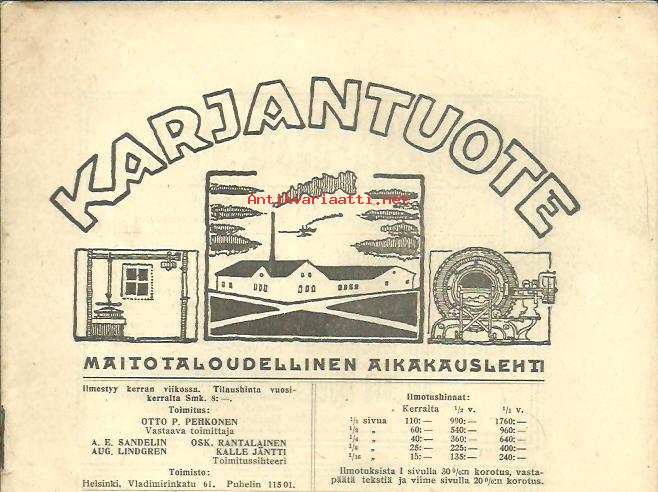 KARJANTUOTE
Antikvariaatti.net
MAITOTALOUDELLINEN AIKAKAUSLEHTI
Ilmestyy kerran viikossa. Tilaushinta vuosi-
kerralta Smk. 8: —.
Toimitus:
OTTO P. PEHKONEN
Vastaava toimittaja
A. E. SANDELIN OSK. RANTALAINEN
AUG. LINDGREN KALLE JÄNTTI
Toimitussihteeri
Toimisto:
Helsinki, Vladimirinkatu 61. Puhelin 115 01.
Ilmotushinnat:
Kerralta 1/2 v. 1/1 v.
1/1 sivua 110: — 990: — 1760: —
1/2 „ 60: — 540: — 960: —
1/4 „ 40: — 360: — 640: —
1/8 „ 25: — 225: — 400: —
1/16 „ 15: — 135: — 240: —
Ilmotuksista I sivulla 30 %:n korotus, vasta-
päätä tekstiä ja viime sivulla 20 %:n korotus.